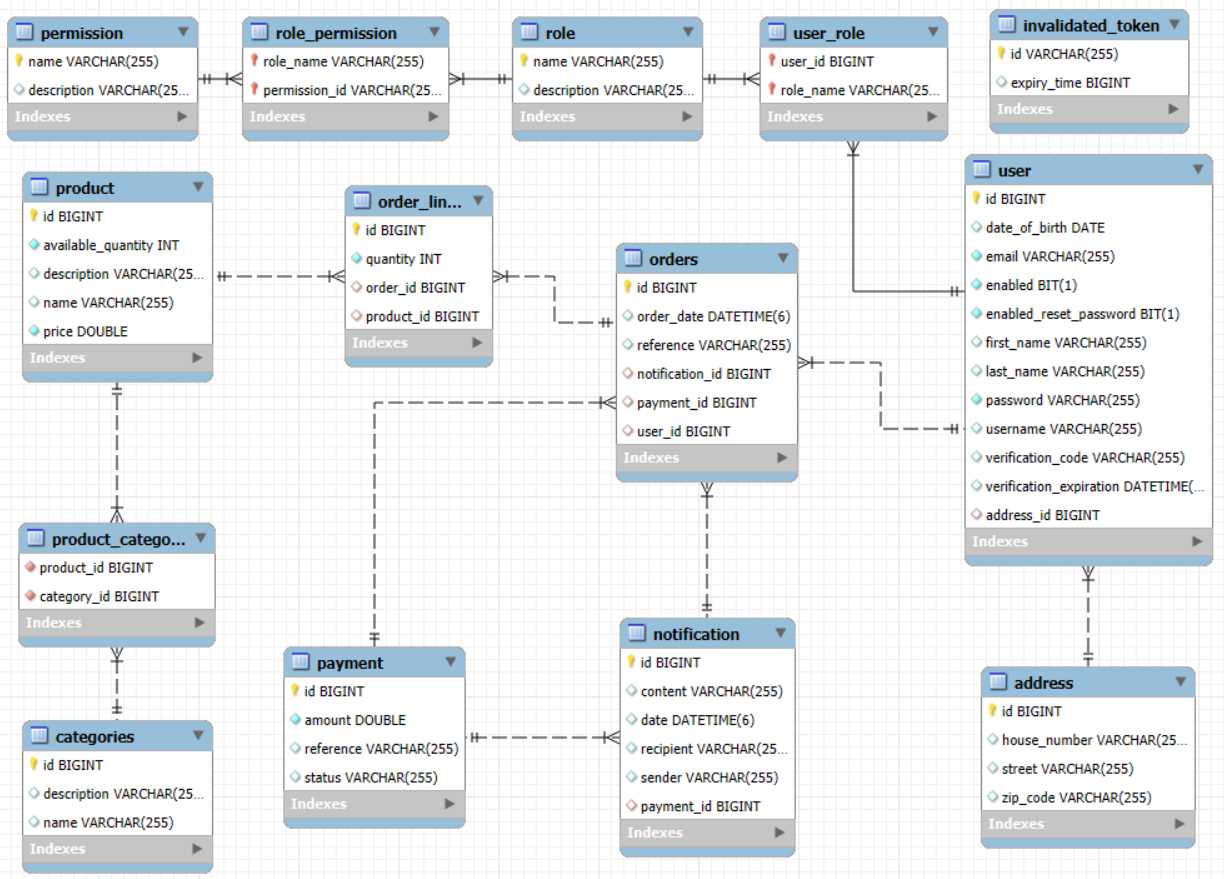 permission
name VARCHAR(255)
description VARCHAR(25...
Indexes
role_permission
role_name VARCHAR(255)
permission_id VARCHAR(25...
Indexes
role
name VARCHAR(255)
description VARCHAR(255)
Indexes
user_role
user_id BIGINT
role_name VARCHAR(25...
Indexes
invalidated_token
id VARCHAR(255)
expiry_time BIGINT
Indexes
product
id BIGINT
available_quantity INT
description VARCHAR(25...
name VARCHAR(255)
price DOUBLE
Indexes
order_lin...
id BIGINT
quantity INT
order_id BIGINT
product_id BIGINT
Indexes
orders
id BIGINT
order_date DATETIME(6)
reference VARCHAR(255)
notification_id BIGINT
payment_id BIGINT
user_id BIGINT
Indexes
user
id BIGINT
date_of_birth DATE
email VARCHAR(255)
enabled BIT(1)
enabled_reset_password BIT(1)
first_name VARCHAR(255)
last_name VARCHAR(255)
password VARCHAR(255)
username VARCHAR(255)
verification_code VARCHAR(255)
verification_expiration DATETIME(...
address_id BIGINT
Indexes
product_catego...
product_id BIGINT
category_id BIGINT
Indexes
categories
id BIGINT
description VARCHAR(25...
name VARCHAR(255)
Indexes
payment
id BIGINT
amount DOUBLE
reference VARCHAR(255)
status VARCHAR(255)
Indexes
notification
id BIGINT
content VARCHAR(255)
date DATETIME(6)
recipient VARCHAR(25...
sender VARCHAR(255)
payment_id BIGINT
Indexes
address
id BIGINT
house_number VARCHAR(25...
street VARCHAR(255)
zip_code VARCHAR(255)
Indexes